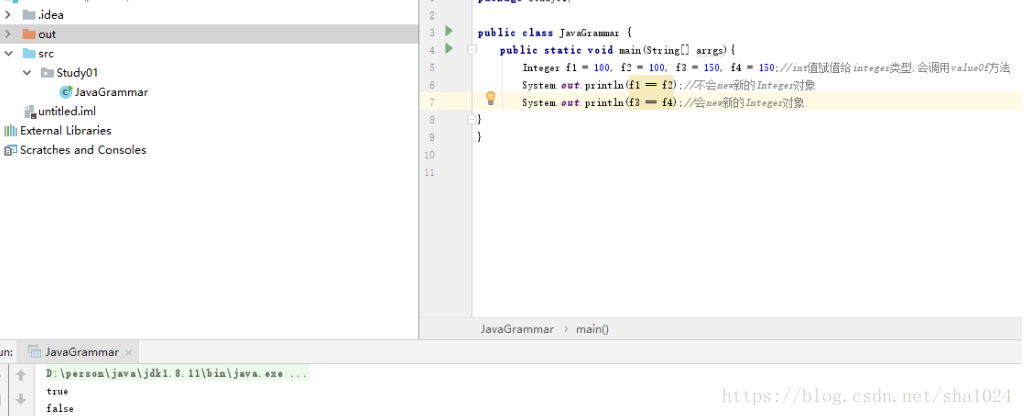 .idea
out
src
Study01
JavaGrammar
untitled.iml
External Libraries
Scratches and Consoles
2
3 public class JavaGrammar {
4 public static void main(String[] arrgs){
5 Integer f1 = 100, f2 = 100, f3 = 150, f4 = 150;//int值赋值给integer类型,会调用valueOf方法
6 System.out.println(f1 == f2);//不会new新的Integer对象
7 System.out.println(f3 == f4);//会new新的Integer对象
8 }
9 }
10
11
JavaGrammar > main()
JavaGrammar ×
D:\person\java\jdk1.8.11\bin\java.exe ...
true
false
https://blog.csdn.net/sha1024